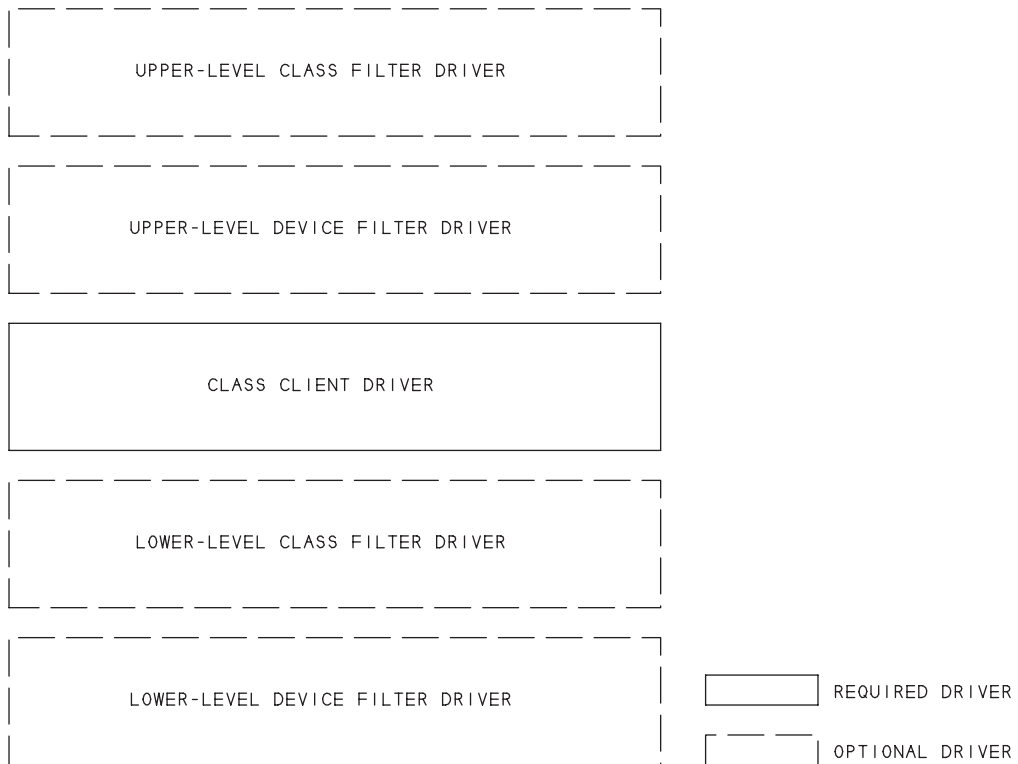 UPPER-LEVEL CLASS FILTER DRIVER
UPPER-LEVEL DEVICE FILTER DRIVER
CLASS CLIENT DRIVER
LOWER-LEVEL CLASS FILTER DRIVER
LOWER-LEVEL DEVICE FILTER DRIVER
REQUIRED DRIVER
OPTIONAL DRIVER